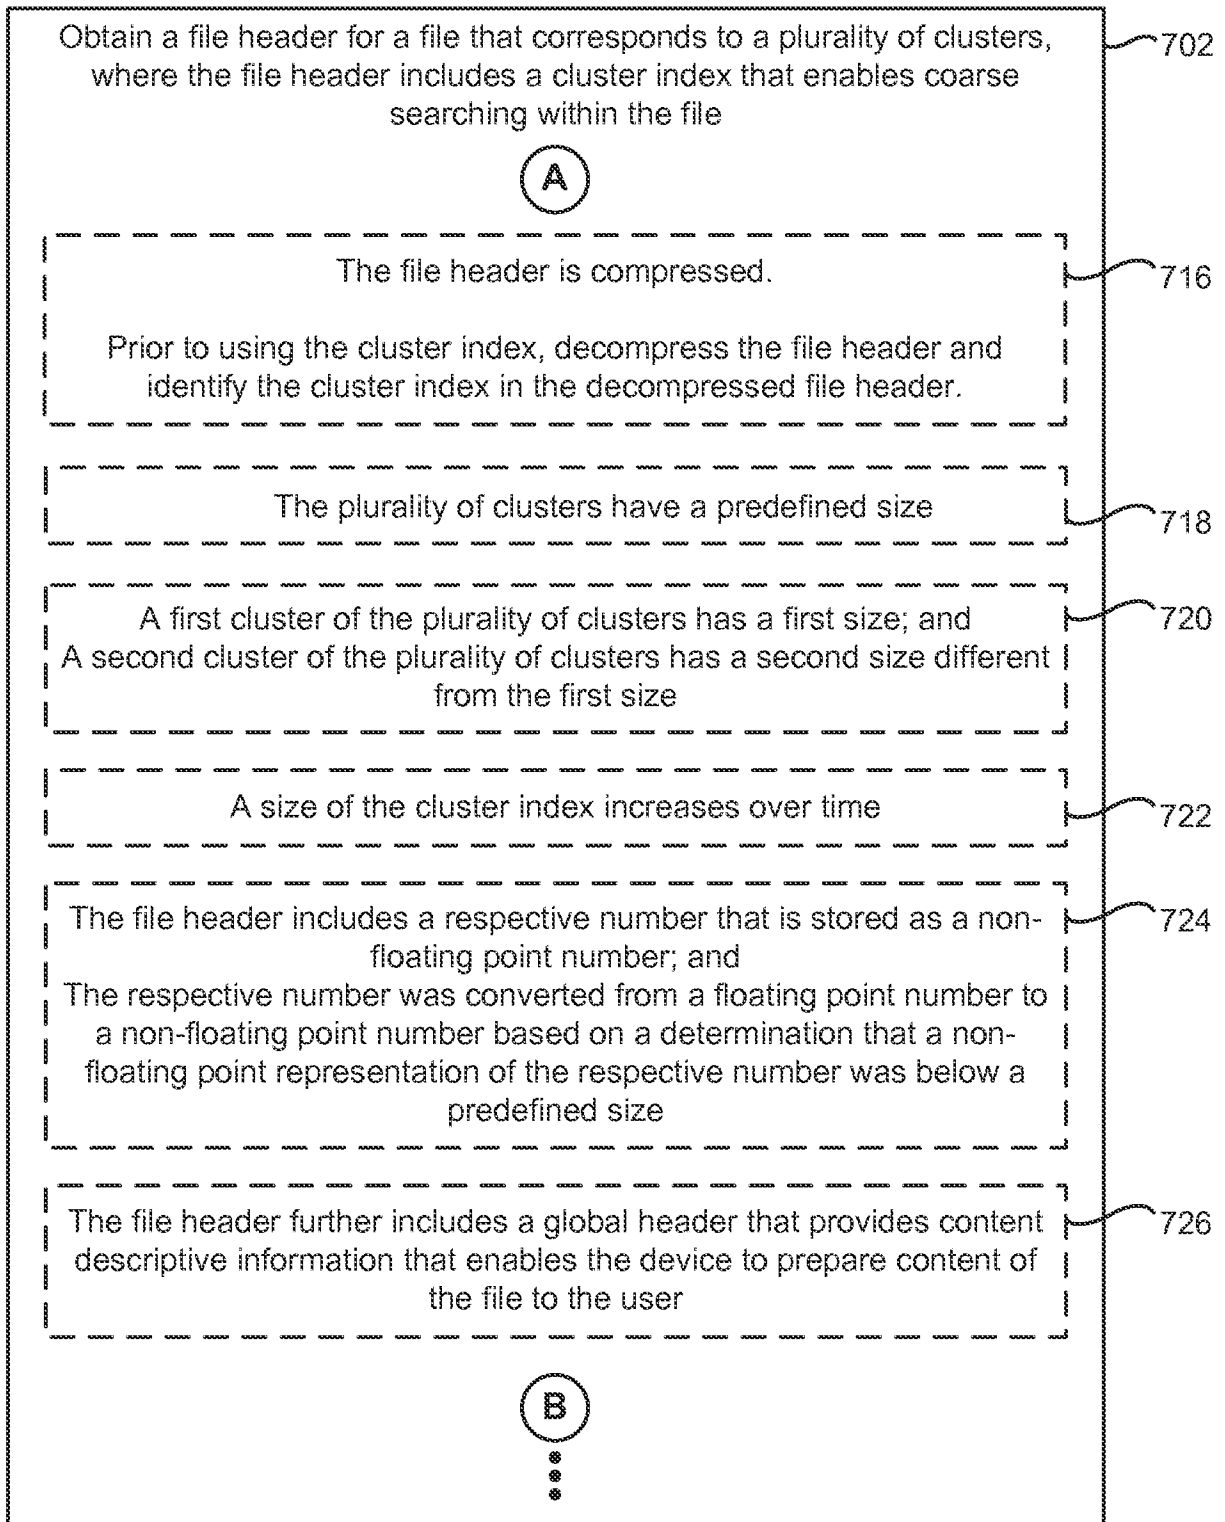 Obtain a file header for a file that corresponds to a plurality of clusters,
where the file header includes a cluster index that enables coarse
searching within the file
702
A
The file header is compressed.
716
Prior to using the cluster index, decompress the file header and
identify the cluster index in the decompressed file header.
The plurality of clusters have a predefined size
718
A first cluster of the plurality of clusters has a first size; and
720
A second cluster of the plurality of clusters has a second size different
from the first size
A size of the cluster index increases over time
722
The file header includes a respective number that is stored as a non-
724
floating point number; and
The respective number was converted from a floating point number to
a non-floating point number based on a determination that a non-
floating point representation of the respective number was below a
predefined size
The file header further includes a global header that provides content
726
descriptive information that enables the device to prepare content of
the file to the user
B